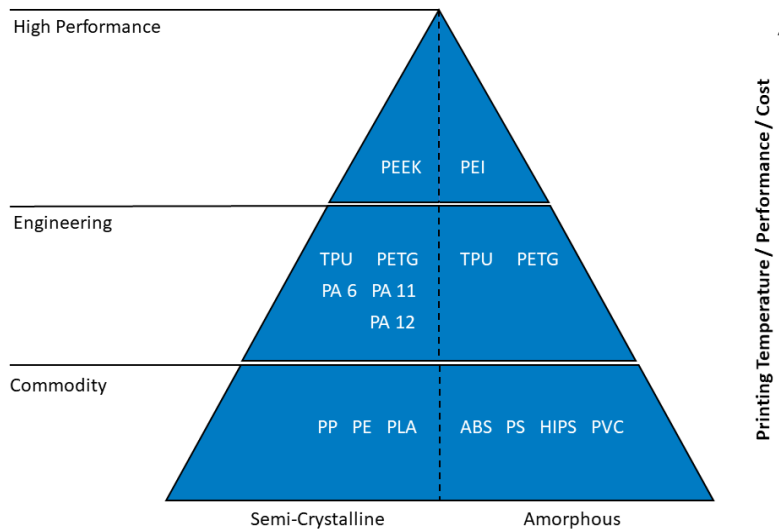 High Performance
PEEK PEI
Engineering
TPU PETG TPU PETG
PA 6 PA 11
PA 12
Commodity
PP PE PLA ABS PS HIPS PVC
Semi-Crystalline Amorphous
Printing Temperature / Performance / Cost